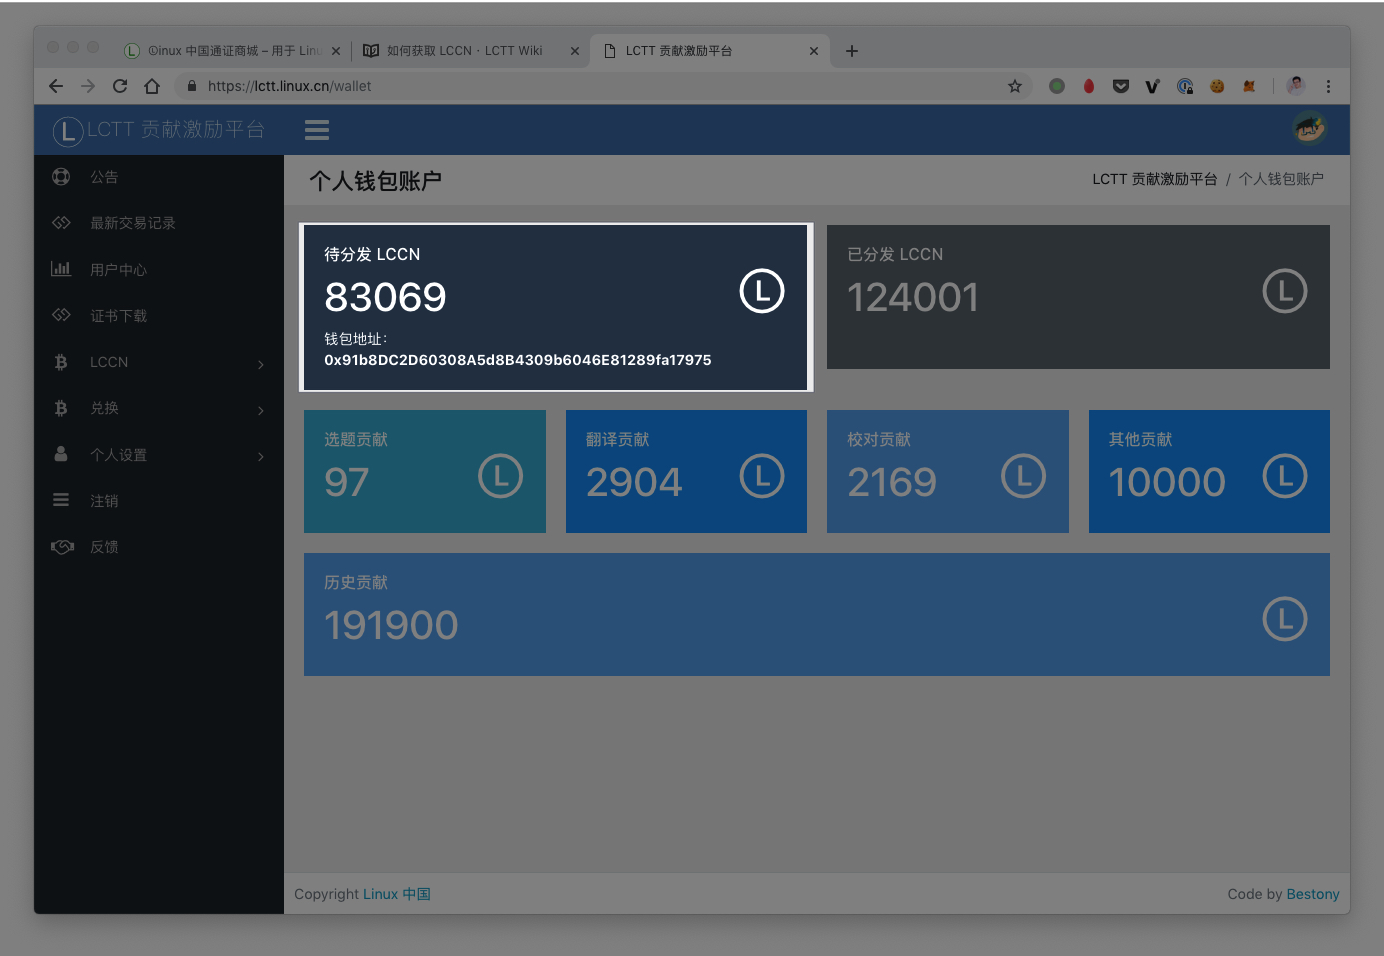 Ⓛinux 中国通证商城 – 用于 Linu
如何获取 LCCN · LCTT Wiki
LCTT 贡献激励平台
https://lctt.linux.cn/wallet
LCTT 贡献激励平台
公告
最新交易记录
用户中心
证书下载
LCCN
兑换
个人设置
注销
反馈
个人钱包账户
LCTT 贡献激励平台 / 个人钱包账户
待分发 LCCN
83069
钱包地址：
0x91b8DC2D60308A5d8B4309b6046E81289fa17975
已分发 LCCN
124001
选题贡献
97
翻译贡献
2904
校对贡献
2169
其他贡献
10000
历史贡献
191900
Copyright Linux 中国
Code by Bestony